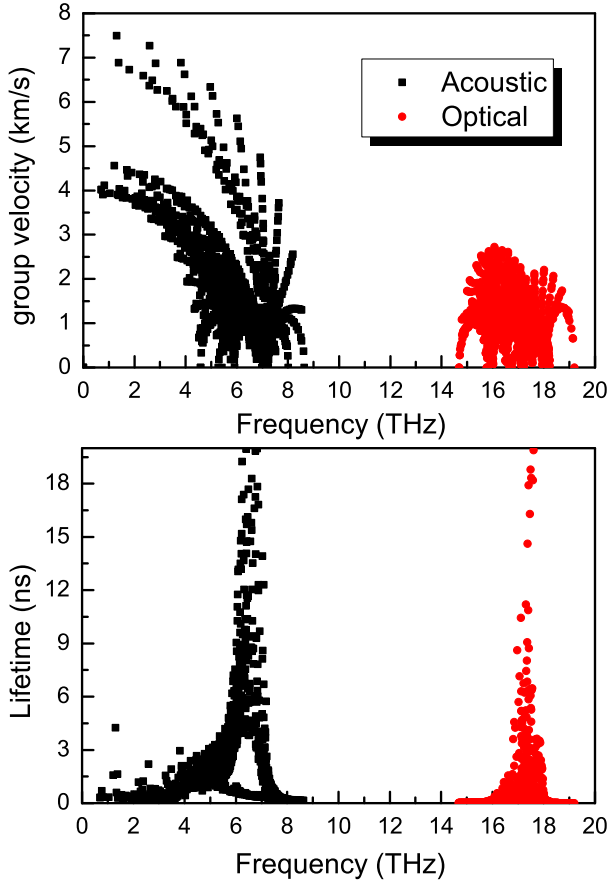 8
7
6
5
4
3
2
1
0
group velocity (km/s)
Acoustic
Optical
0 2 4 6 8 10 12 14 16 18 20
Frequency (THz)
18
15
12
9
6
3
0
Lifetime (ns)
0 2 4 6 8 10 12 14 16 18 20
Frequency (THz)